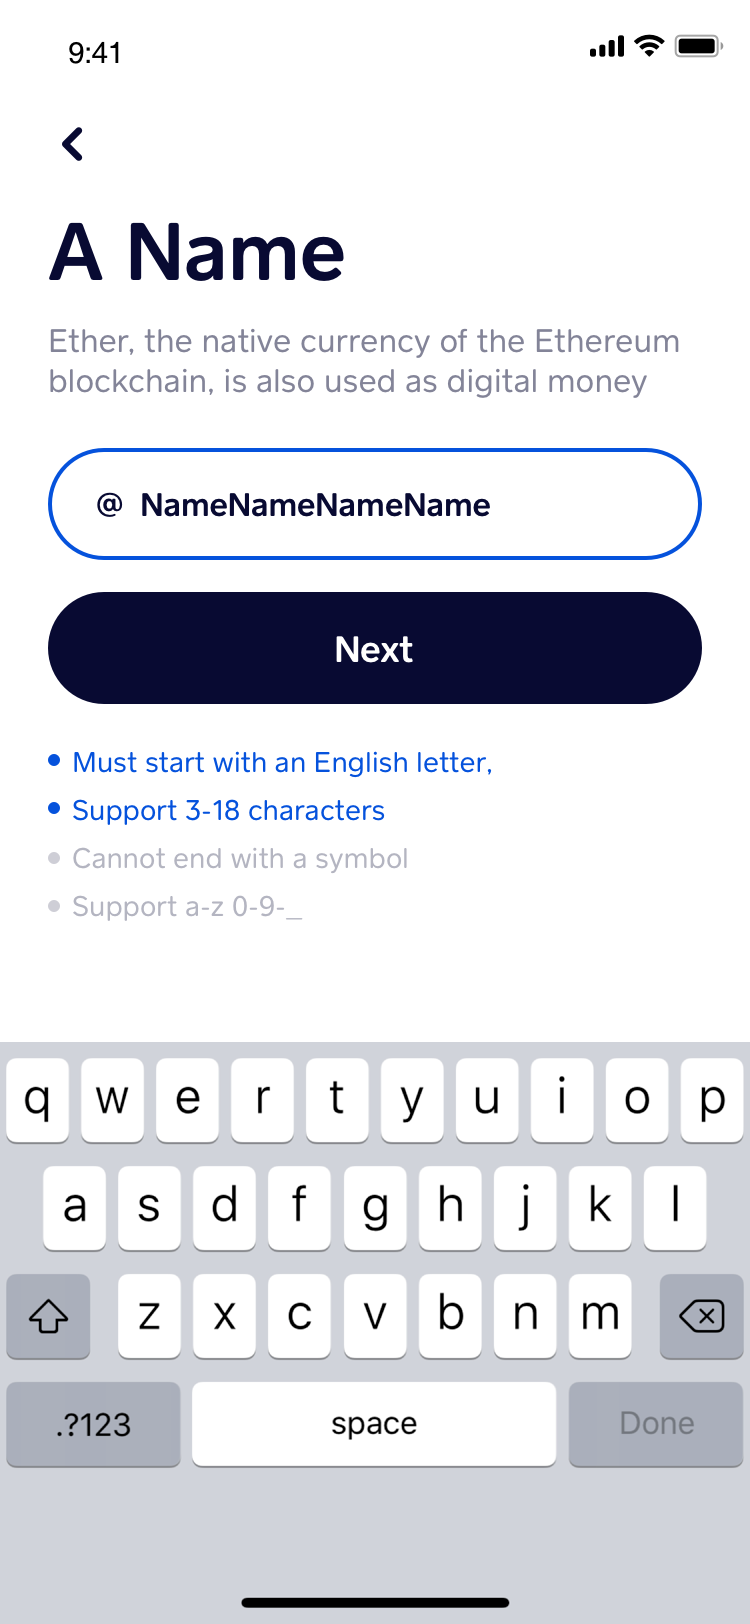 9:41
A Name
Ether, the native currency of the Ethereum
blockchain, is also used as digital money
@ NameNameNameName
Next
Must start with an English letter,
Support 3-18 characters
Cannot end with a symbol
Support a-z 0-9-_
q w e r t y u i o p
a s d f g h j k l
z x c v b n m
.?123 space Done